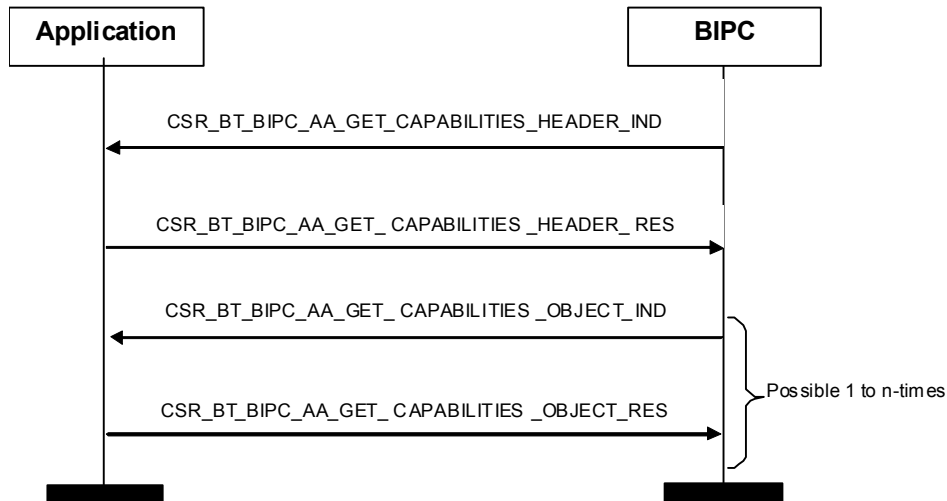 Application
BIPC
CSR_BT_BIPC_AA_GET_CAPABILITIES_HEADER_IND
CSR_BT_BIPC_AA_GET_ CAPABILITIES _HEADER_ RES
CSR_BT_BIPC_AA_GET_ CAPABILITIES _OBJECT_IND
Possible 1 to n-times
CSR_BT_BIPC_AA_GET_ CAPABILITIES _OBJECT_RES